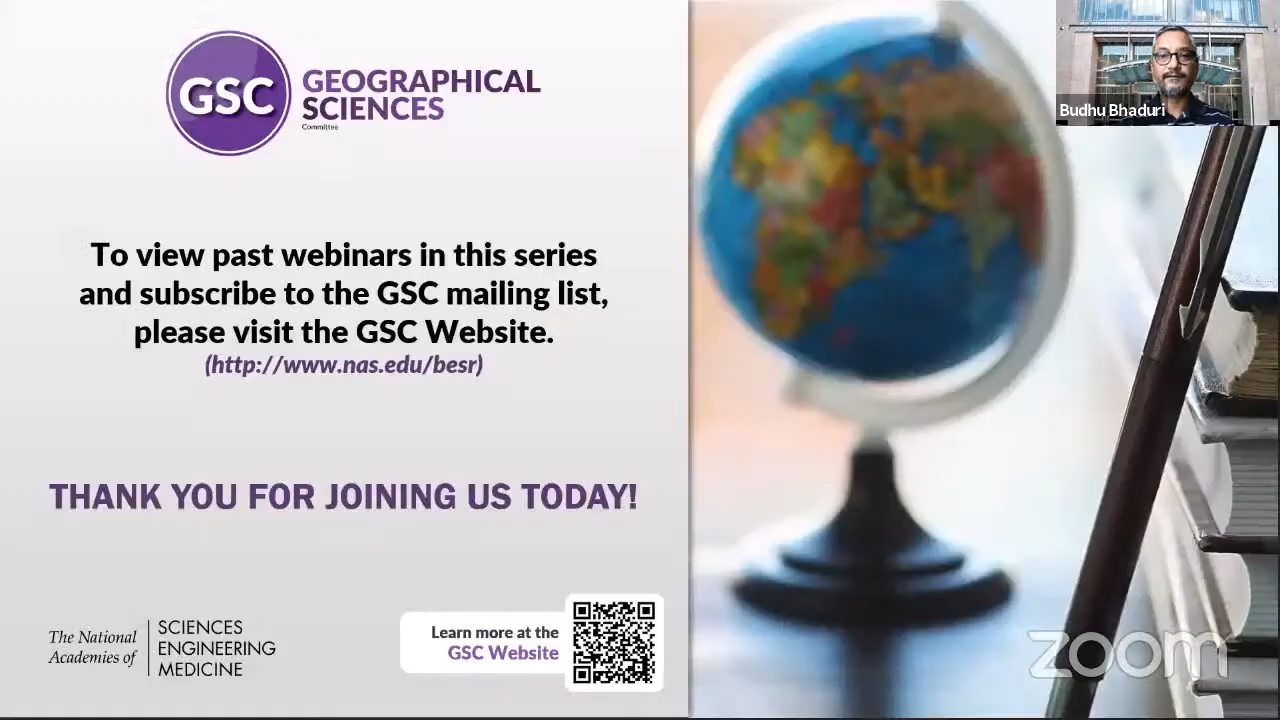 GSC
GEOGRAPHICAL
SCIENCES
Committee
Budhu Bhaduri
To view past webinars in this series
and subscribe to the GSC mailing list,
please visit the GSC Website.
(http://www.nas.edu/besr)
THANK YOU FOR JOINING US TODAY!
The National
Academies of
SCIENCES
ENGINEERING
MEDICINE
Learn more at the
GSC Website
zoom